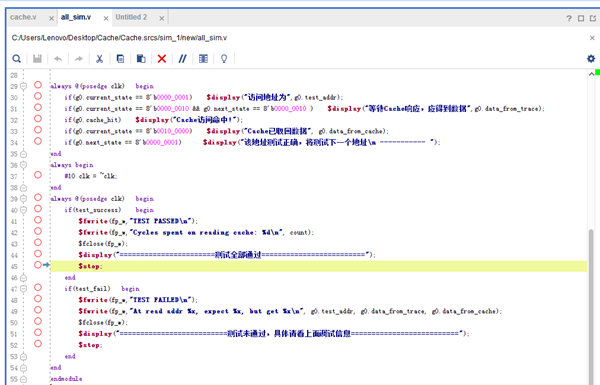 cache.v × all_sim.v × Untitled 2 ×
C:/Users/Lenovo/Desktop/Cache/Cache.srcs/sim_1/new/all_sim.v
28
29 always @(posedge clk) begin
30 if(g0.current_state == 8'b0000_0001) $display("访问地址为",g0.test_addr);
31 if(g0.current_state == 8'b0000_0010 && g0.next_state == 8'b0000_0010 ) $display("等待Cache响应，应得到数据",g0.data_from_trace);
32 if(g0.cache_hit) $display("Cache访问命中!");
33 if(g0.current_state == 8'b0010_0000) $display("Cache已取回数据", g0.data_from_cache);
34 if(g0.next_state == 8'b0000_0001) $display("该地址测试正确，将测试下一个地址\n ----------- ");
35 end
36 always begin
37 #10 clk = ~clk;
38 end
39 always @(posedge clk) begin
40 if(test_success) begin
41 $fwrite(fp_w,"TEST PASSED\n");
42 $fwrite(fp_w,"Cycles spent on reading cache: %d\n", count);
43 $fclose(fp_w);
44 $display("========================测试全部通过==========================");
45 $stop;
46 end
47 if(test_fail) begin
48 $fwrite(fp_w,"TEST FAILED\n");
49 $fwrite(fp_w,"At read addr %x, expect %x, but get %x\n", g0.test_addr, g0.data_from_trace, g0.data_from_cache);
50 $fclose(fp_w);
51 $display("===========================测试未通过，具体请看上面调试信息===========================");
52 $stop;
53 end
54 end
55 endmodule